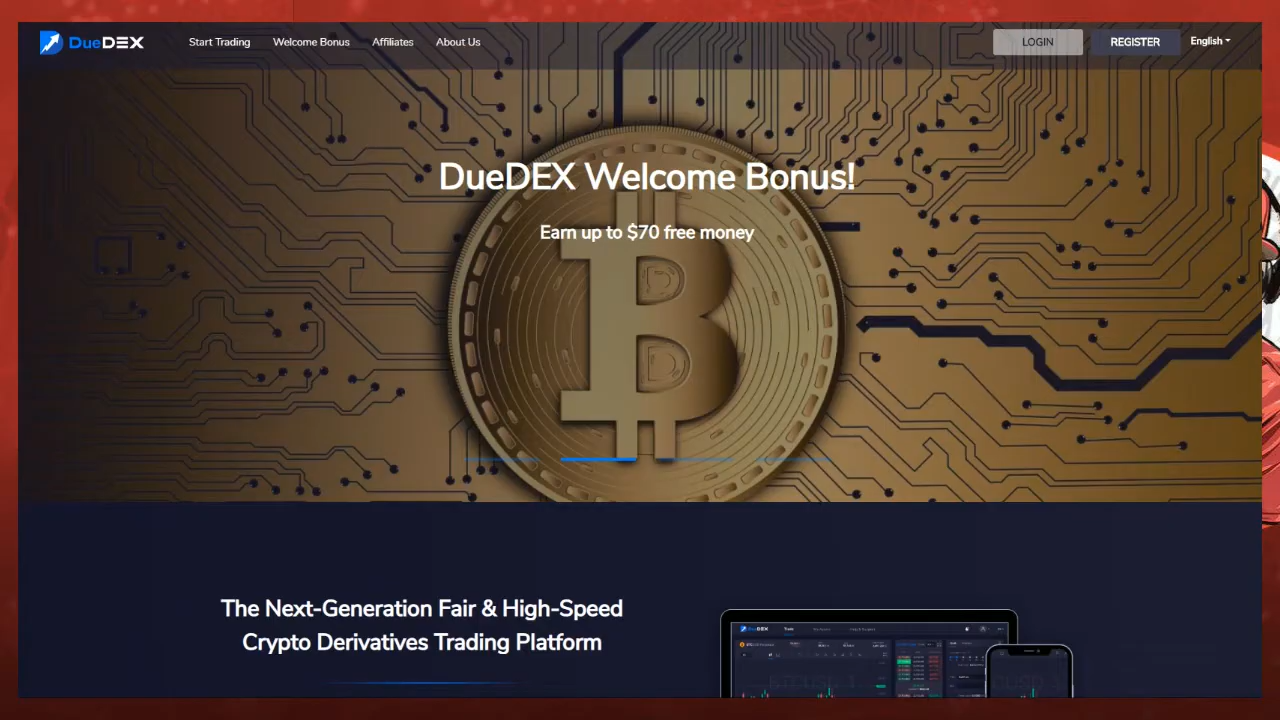 DueDEX
Start Trading
Welcome Bonus
Affiliates
About Us
LOGIN
REGISTER
English
DueDEX Welcome Bonus!
Earn up to $70 free money
The Next-Generation Fair & High-Speed
Crypto Derivatives Trading Platform